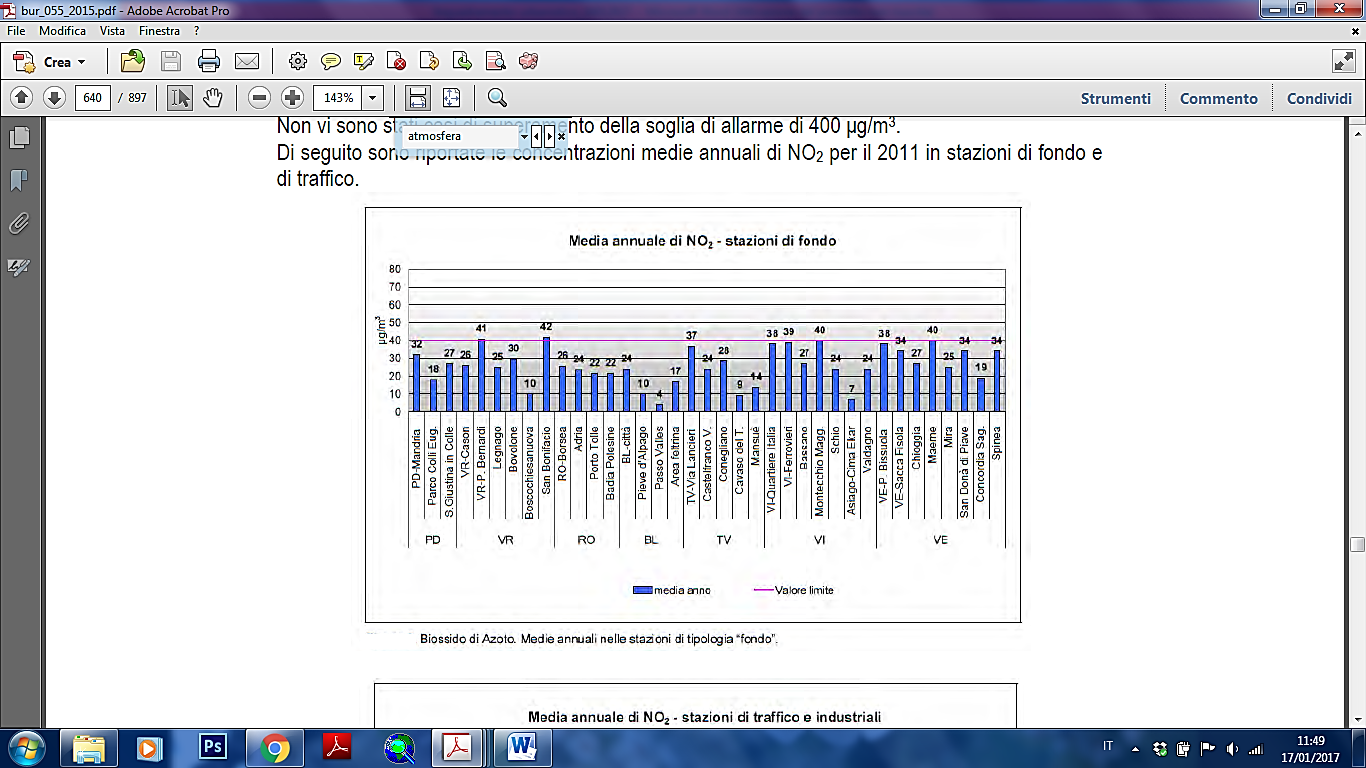 bur_055_2015.pdf - Adobe Acrobat Pro
File Modifica Vista Finestra ?
Crea
640 / 897 143% Strumenti Commento Condividi
Non vi sono stati casi di superamento della soglia di allarme di 400 µg/m³.
atmosfera
Di seguito sono riportate le concentrazioni medie annuali di NO₂ per il 2011 in stazioni di fondo e
di traffico.
Media annuale di NO₂ - stazioni di fondo
µg/m³
80
70
60
50
40
30
20
10
0
32 18 27 26 41 25 30 10 42 26 24 22 22 24 10 4 17 37 24 28 9 14 38 39 27 40 24 7 24 38 34 27 40 25 34 19 34
PD-Mandria
Parco Colli Eug.
S.Giustina in Colle
VR-Cason
VR-P. Bernardi
Legnago
Bovolone
Boscochiesanuova
San Bonifacio
RO-Borsea
Adria
Porto Tolle
Badia Polesine
BL-città
Pieve d'Alpago
Passo Valles
Area feltrina
TV-Via Lancieri
Castelfranco V.
Conegliano
Cavaso del T.
Mansuè
VI-Quartiere Italia
VI-Ferrovieri
Bassano
Montecchio Magg.
Schio
Asiago-Cima Ekar
Valdagno
VE-P. Bissuola
VE-Sacca Fisola
Chioggia
Maerne
Mira
San Donà di Piave
Concordia Sag.
Spinea
PD VR RO BL TV VI VE
media anno Valore limite
Biossido di Azoto. Medie annuali nelle stazioni di tipologia “fondo”.
Media annuale di NO₂ - stazioni di traffico e industriali
Ps W IT 11:49
17/01/2017